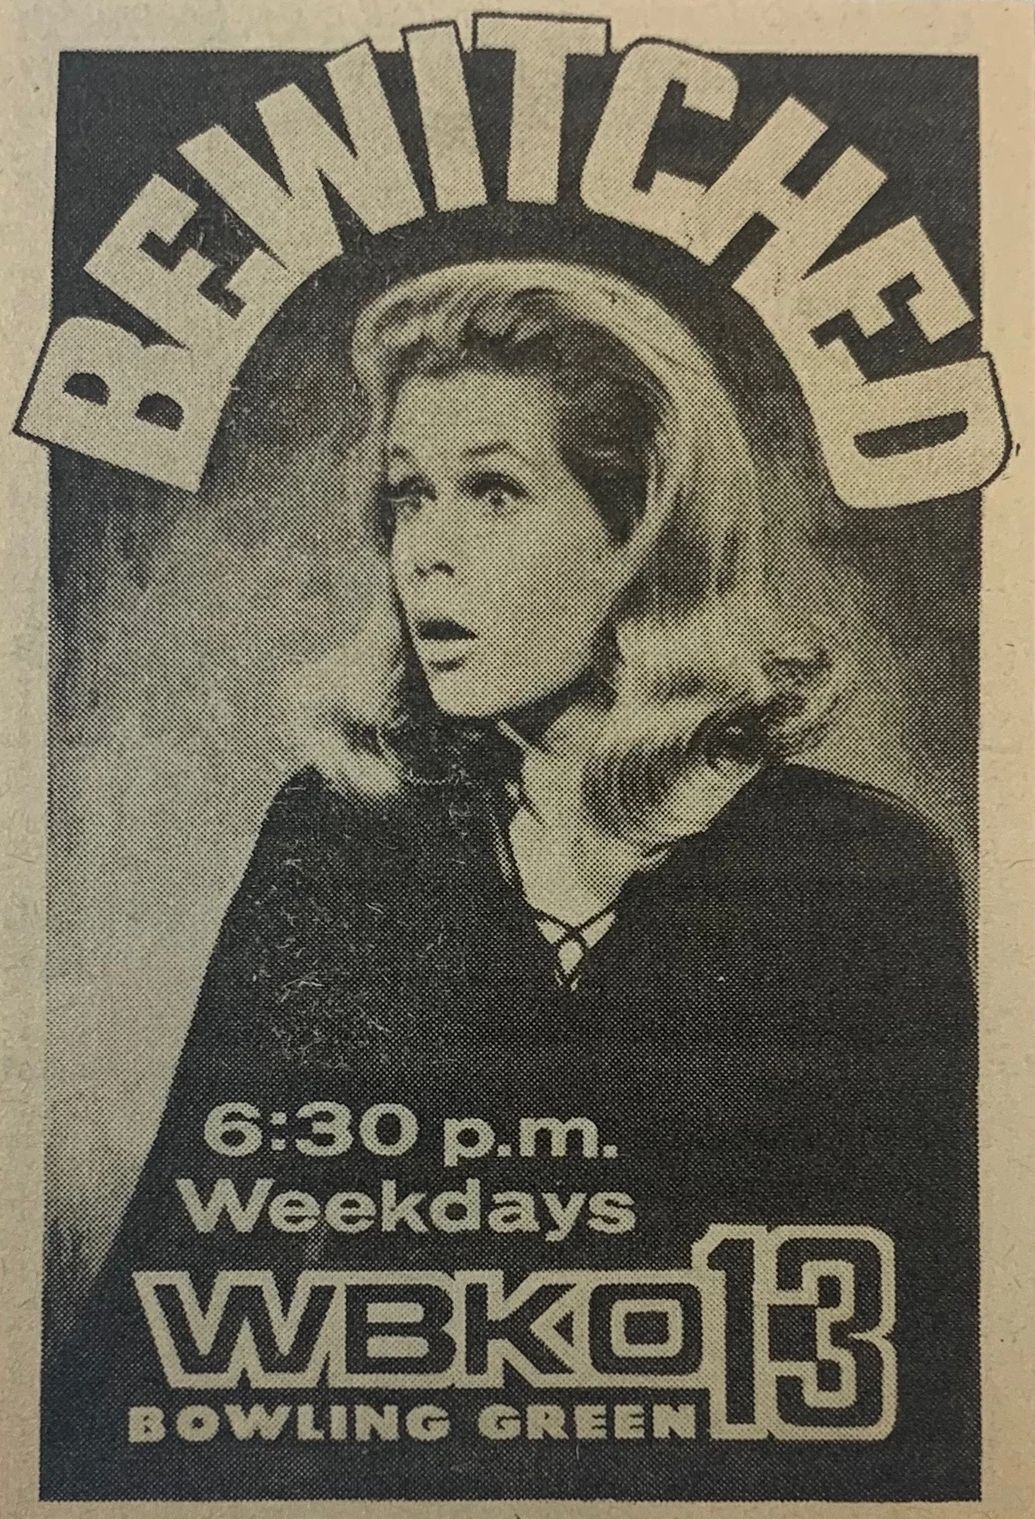 BEWITCHED
6:30 p.m.
Weekdays
WBKO 13
BOWLING GREEN